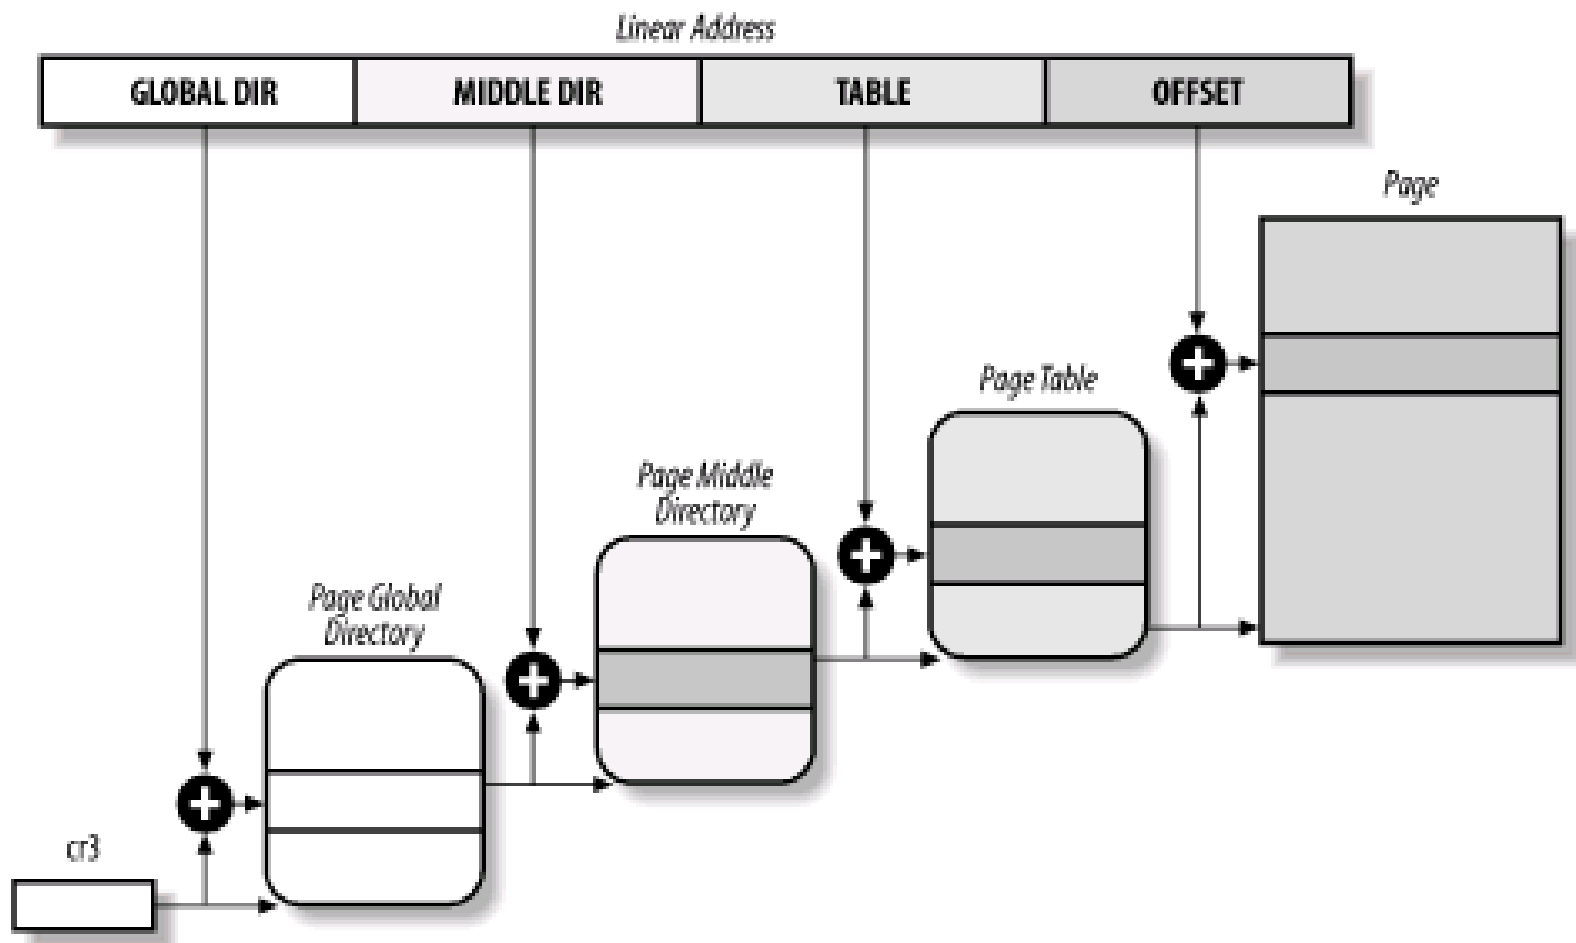 Linear Address
GLOBAL DIR
MIDDLE DIR
TABLE
OFFSET
Page
Page Table
Page Middle
Directory
Page Global
Directory
cr3